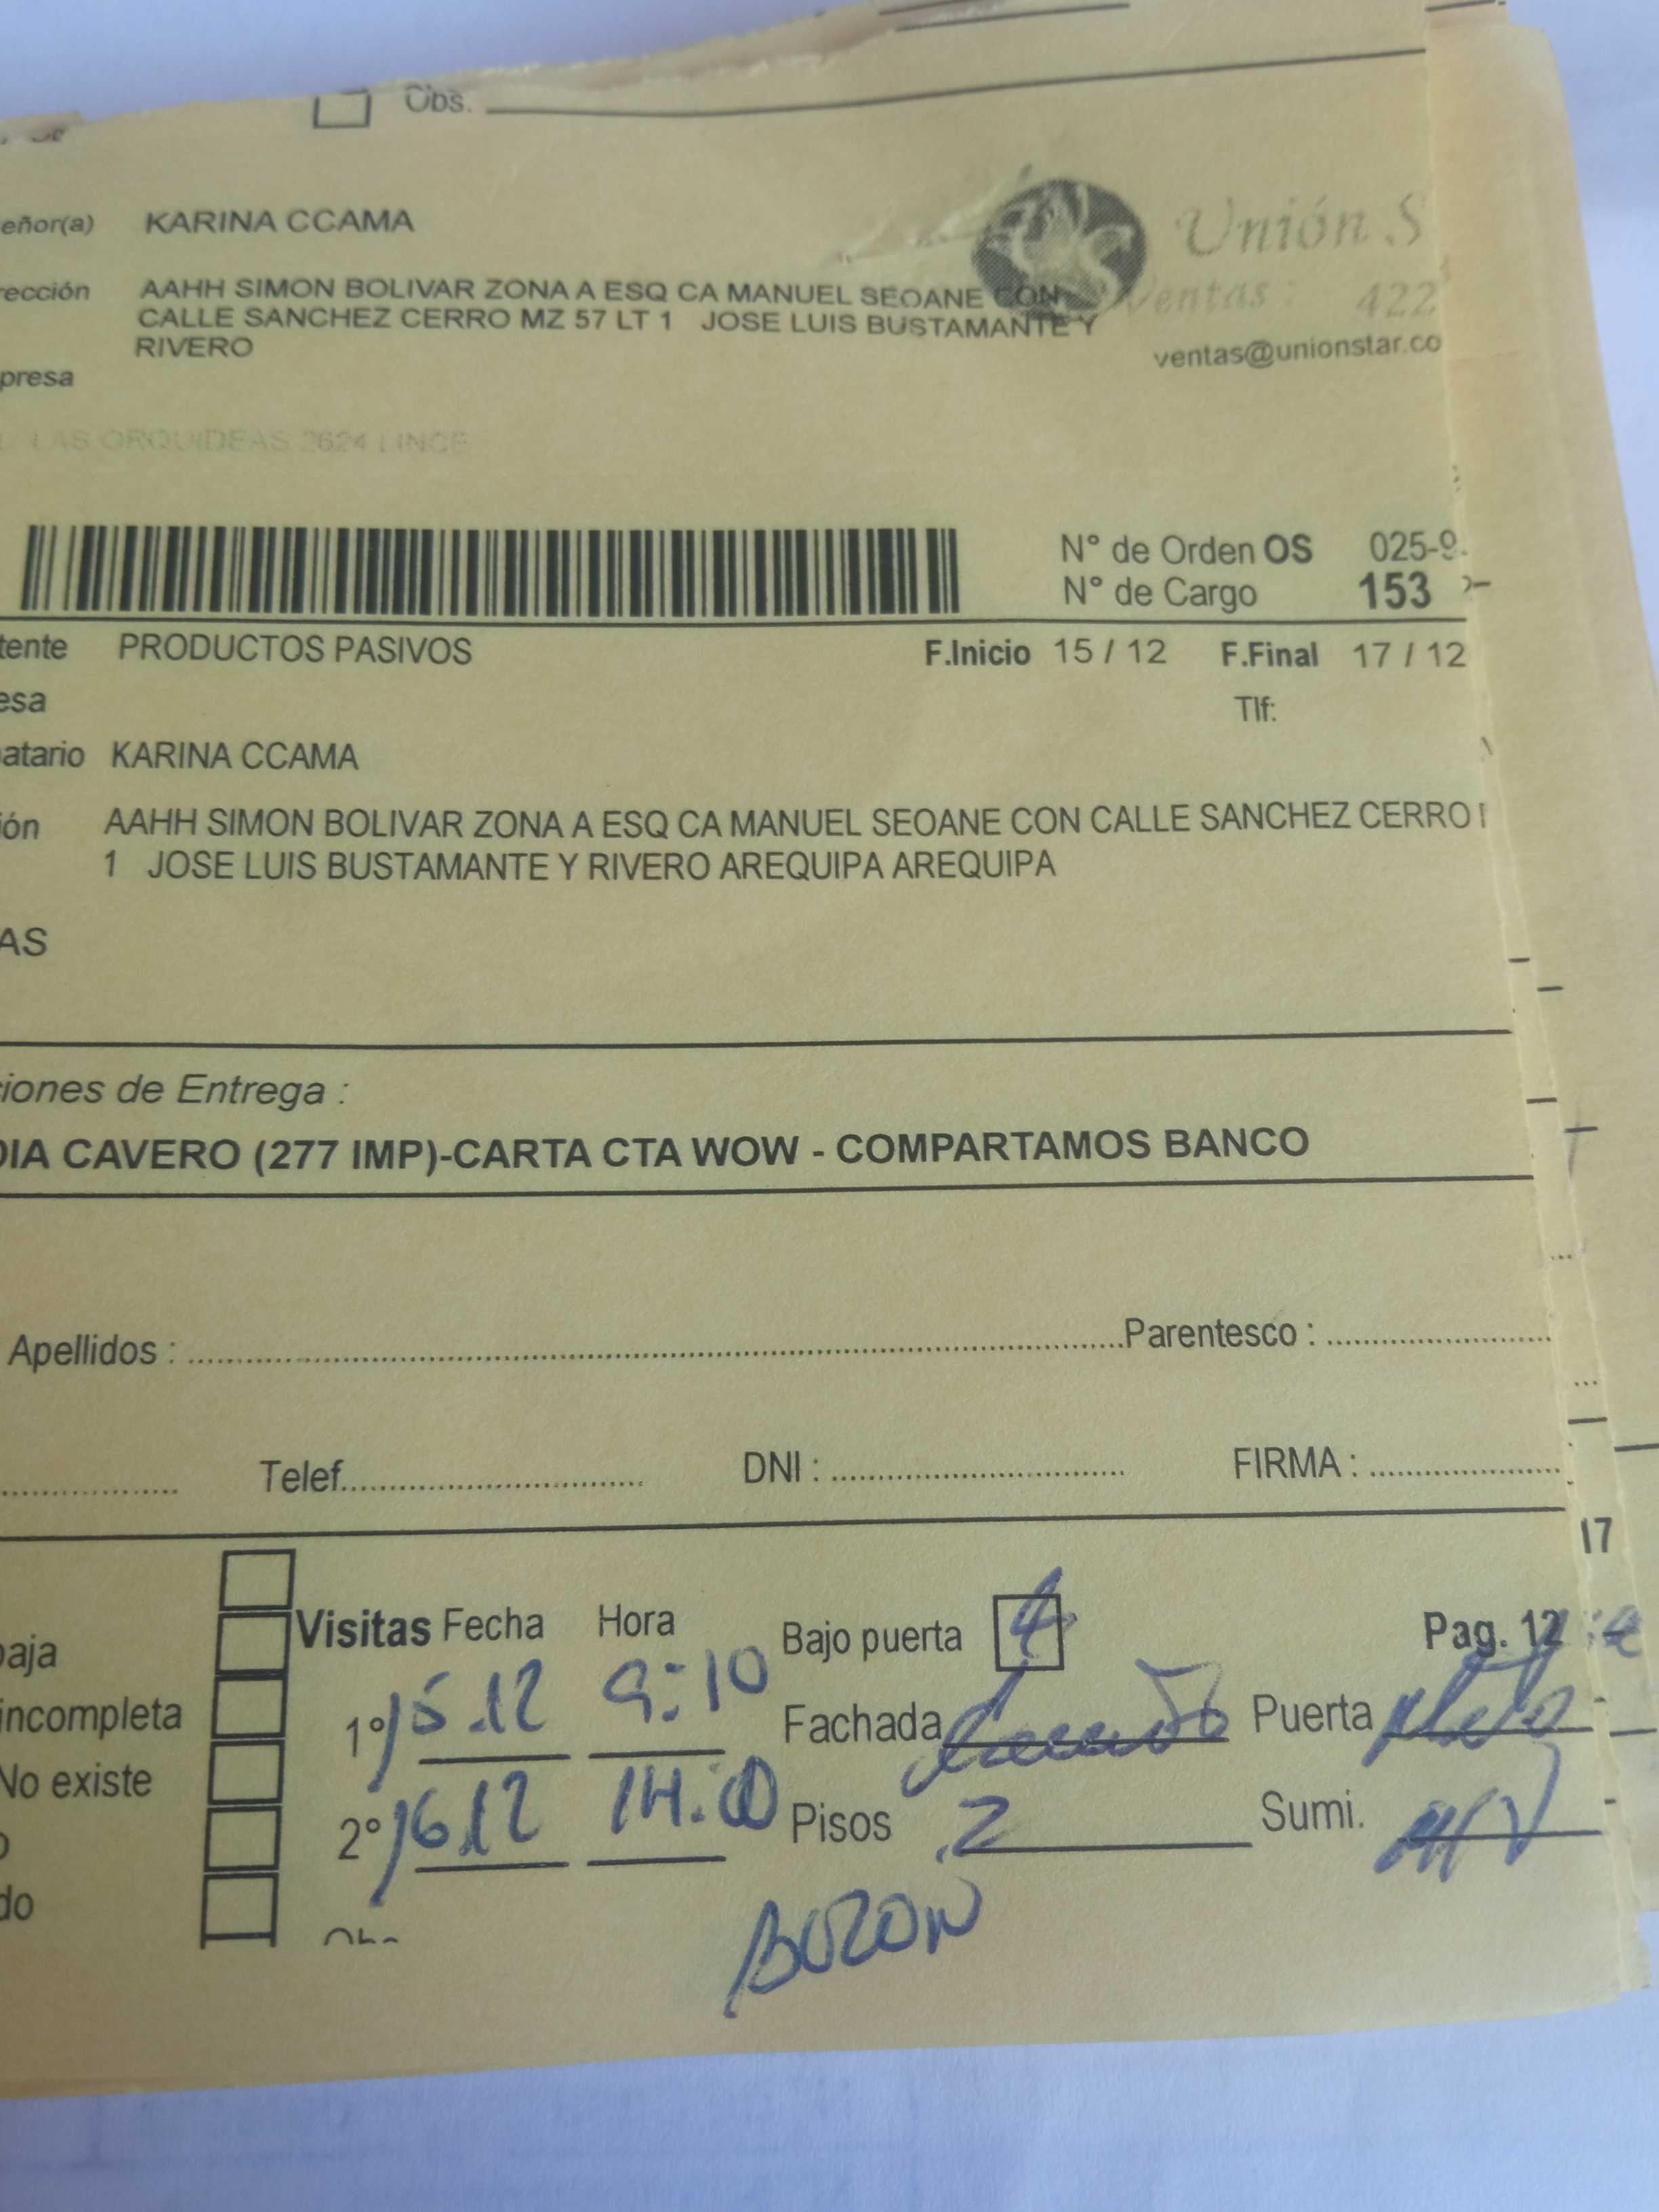 Obs.
eñor(a) KARINA CCAMA
Unión S
rección AAHH SIMON BOLIVAR ZONA A ESQ CA MANUEL SEOANE CON
Ventas: 422
CALLE SANCHEZ CERRO MZ 57 LT 1 JOSE LUIS BUSTAMANTE Y
RIVERO
ventas@unionstar.co
presa
LAS ORQUIDEAS 2624 LINCE
N° de Orden OS 025-9
N° de Cargo 153
tente PRODUCTOS PASIVOS F.Inicio 15 / 12 F.Final 17 / 12
esa Tlf:
atario KARINA CCAMA
ión AAHH SIMON BOLIVAR ZONA A ESQ CA MANUEL SEOANE CON CALLE SANCHEZ CERRO
1 JOSE LUIS BUSTAMANTE Y RIVERO AREQUIPA AREQUIPA
AS
iones de Entrega :
DIA CAVERO (277 IMP)-CARTA CTA WOW - COMPARTAMOS BANCO
Apellidos : Parentesco :
Telef. DNI : FIRMA :
17
Visitas Fecha Hora Bajo puerta Pag. 12
aja
incompleta 1° 15.12 9:10 Fachada Puerta
No existe
2° 16.12 14:00 Pisos 2 Sumi.
do
BUZON